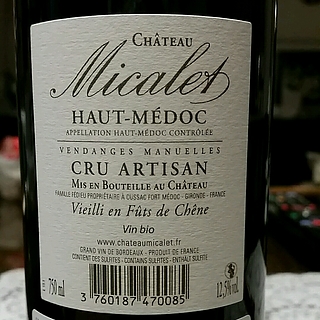 CHÂTEAU
Micalet
HAUT-MÉDOC
APPELLATION HAUT-MÉDOC CONTRÔLÉE
VENDANGES MANUELLES
CRU ARTISAN
MIS EN BOUTEILLE AU CHÂTEAU
FAMILLE FÉDIEU PROPRIÉTAIRE À CUSSAC FORT MÉDOC - GIRONDE - FRANCE
Vieilli en Fûts de Chêne
Vin bio
www.chateaumicalet.fr
GRAND VIN DE BORDEAUX - PRODUIT DE FRANCE
CONTIENT DES SULFITES - CONTAINS SULFITES - ENTHÄLT SULFITE
750 ml
12,5% vol.
3 760187 470085